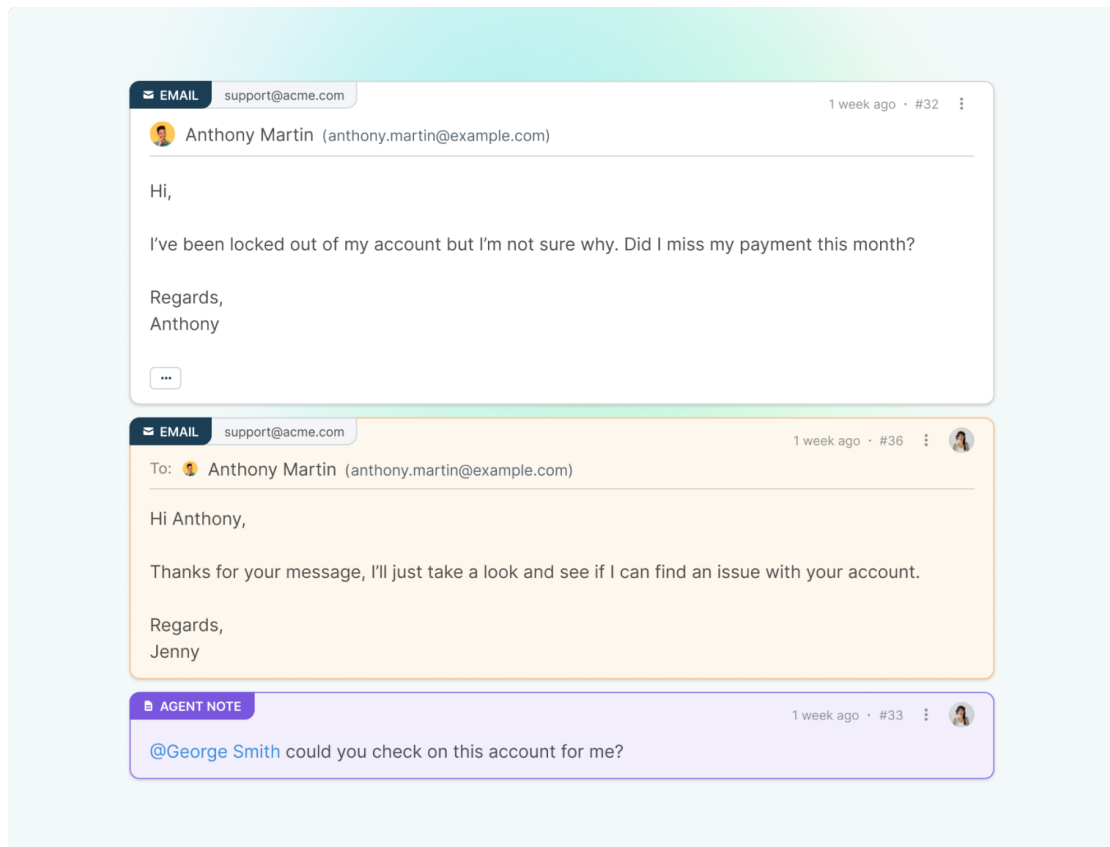 EMAIL support@acme.com
1 week ago · #32
Anthony Martin (anthony.martin@example.com)
Hi,
I’ve been locked out of my account but I’m not sure why. Did I miss my payment this month?
Regards,
Anthony
EMAIL support@acme.com
1 week ago · #36
To: Anthony Martin (anthony.martin@example.com)
Hi Anthony,
Thanks for your message, I’ll just take a look and see if I can find an issue with your account.
Regards,
Jenny
AGENT NOTE
1 week ago · #33
@George Smith could you check on this account for me?